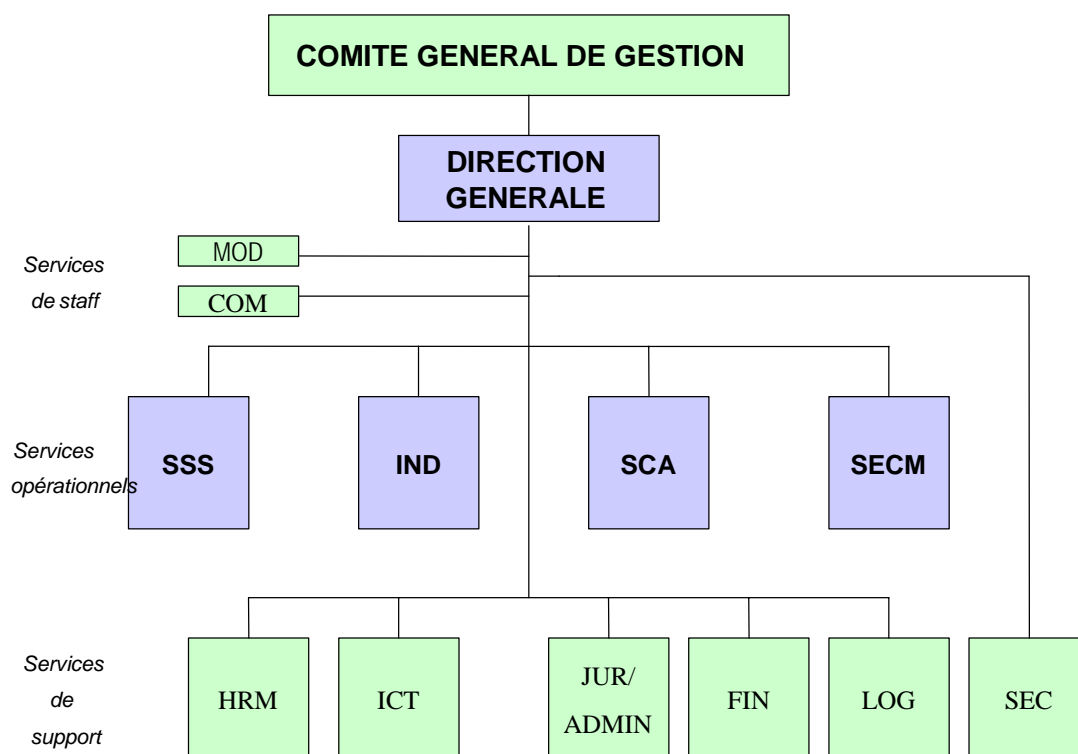 COMITE GENERAL DE GESTION
DIRECTION
GENERALE
MOD
Services
de staff
COM
SSS
IND
SCA
SECM
Services
opérationnels
HRM
ICT
JUR/
ADMIN
FIN
LOG
SEC
Services
de
support